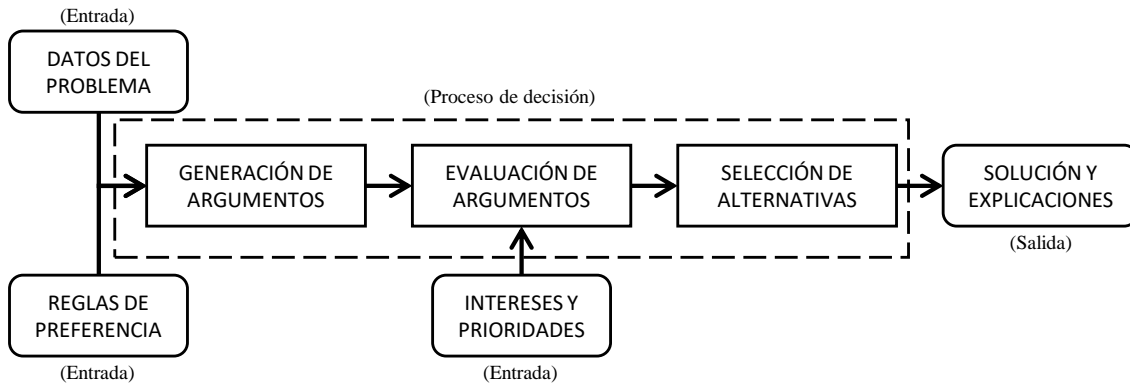 (Entrada)
DATOS DEL
PROBLEMA
(Proceso de decisión)
GENERACIÓN DE
ARGUMENTOS
EVALUACIÓN DE
ARGUMENTOS
SELECCIÓN DE
ALTERNATIVAS
SOLUCIÓN Y
EXPLICACIONES
(Salida)
REGLAS DE
PREFERENCIA
(Entrada)
INTERESES Y
PRIORIDADES
(Entrada)